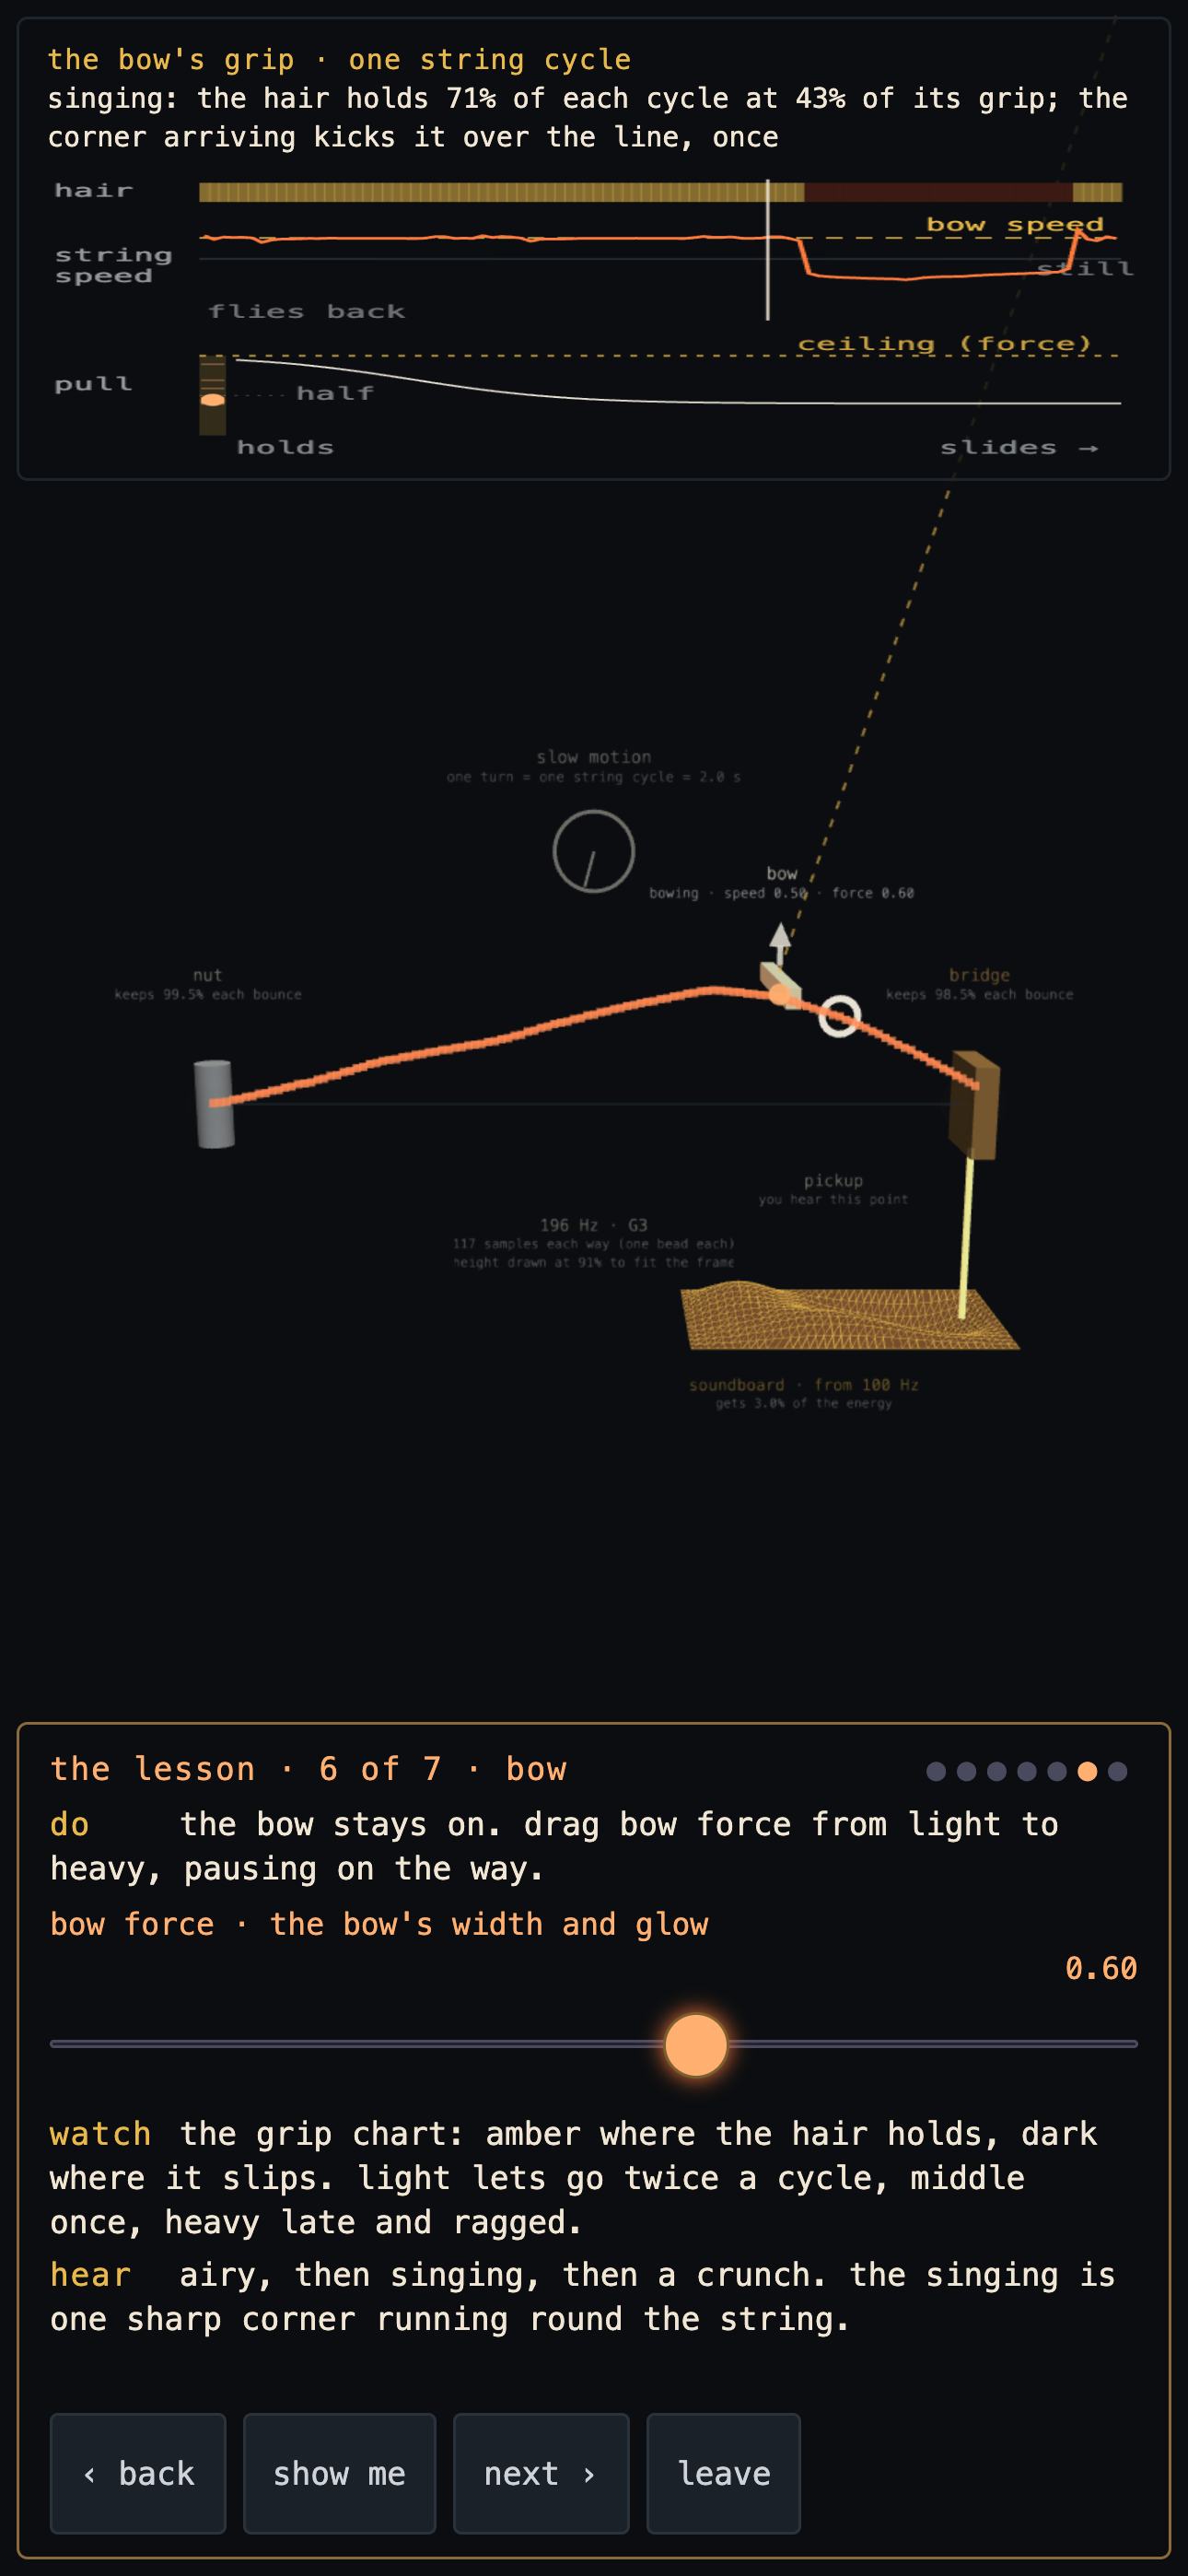 the bow's grip · one string cycle
singing: the hair holds 71% of each cycle at 43% of its grip; the
corner arriving kicks it over the line, once
hair
bow speed
string
speed
still
flies back
ceiling (force)
pull
half
holds
slides →
slow motion
one turn = one string cycle = 2.0 s
bow
bowing · speed 0.50 · force 0.60
nut
keeps 99.5% each bounce
bridge
keeps 98.5% each bounce
pickup
you hear this point
196 Hz · G3
117 samples each way (one bead each)
height drawn at 91% to fit the frame
soundboard · from 100 Hz
gets 3.0% of the energy
the lesson · 6 of 7 · bow
do the bow stays on. drag bow force from light to
heavy, pausing on the way.
bow force · the bow's width and glow
0.60
watch the grip chart: amber where the hair holds, dark
where it slips. light lets go twice a cycle, middle
once, heavy late and ragged.
hear airy, then singing, then a crunch. the singing is
one sharp corner running round the string.
‹ back
show me
next ›
leave